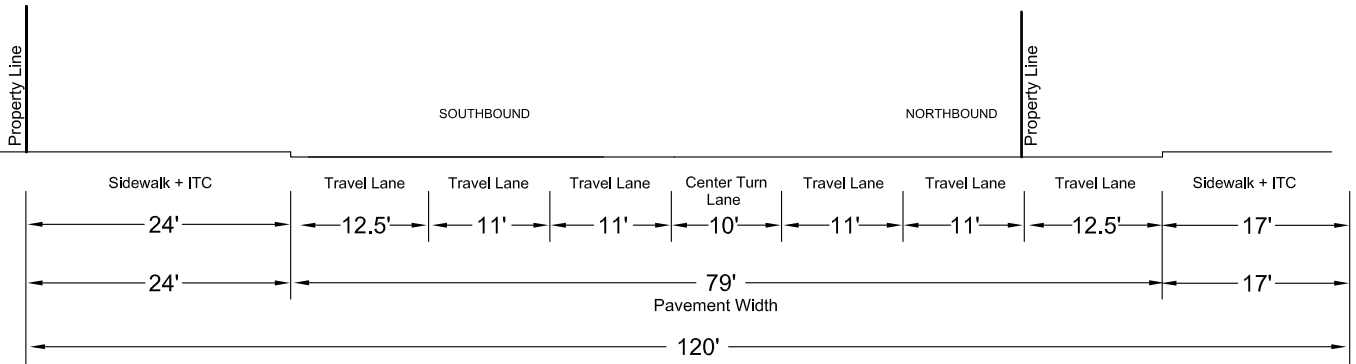 Property Line
Property Line
SOUTHBOUND
NORTHBOUND
Sidewalk + ITC
Travel Lane
Travel Lane
Travel Lane
Center Turn
Lane
Travel Lane
Travel Lane
Travel Lane
Sidewalk + ITC
24'
12.5'
11'
11'
10'
11'
11'
12.5'
17'
24'
79'
17'
Pavement Width
120'